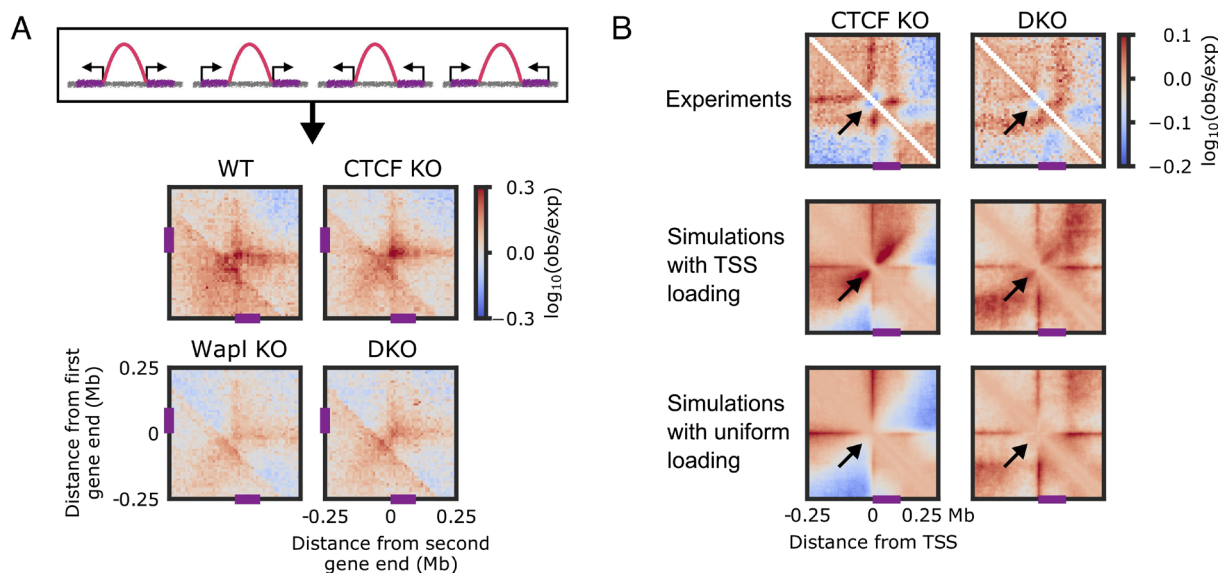 A
WT
CTCF KO
0.3
0.0
−0.3
log10(obs/exp)
Wapl KO
DKO
0.25
0
-0.25
Distance from first
gene end (Mb)
-0.25
0
0.25
Distance from second
gene end (Mb)
B
CTCF KO
DKO
Experiments
0.1
0.0
−0.1
−0.2
log10(obs/exp)
Simulations
with TSS
loading
Simulations
with uniform
loading
-0.25
0
0.25 Mb
Distance from TSS